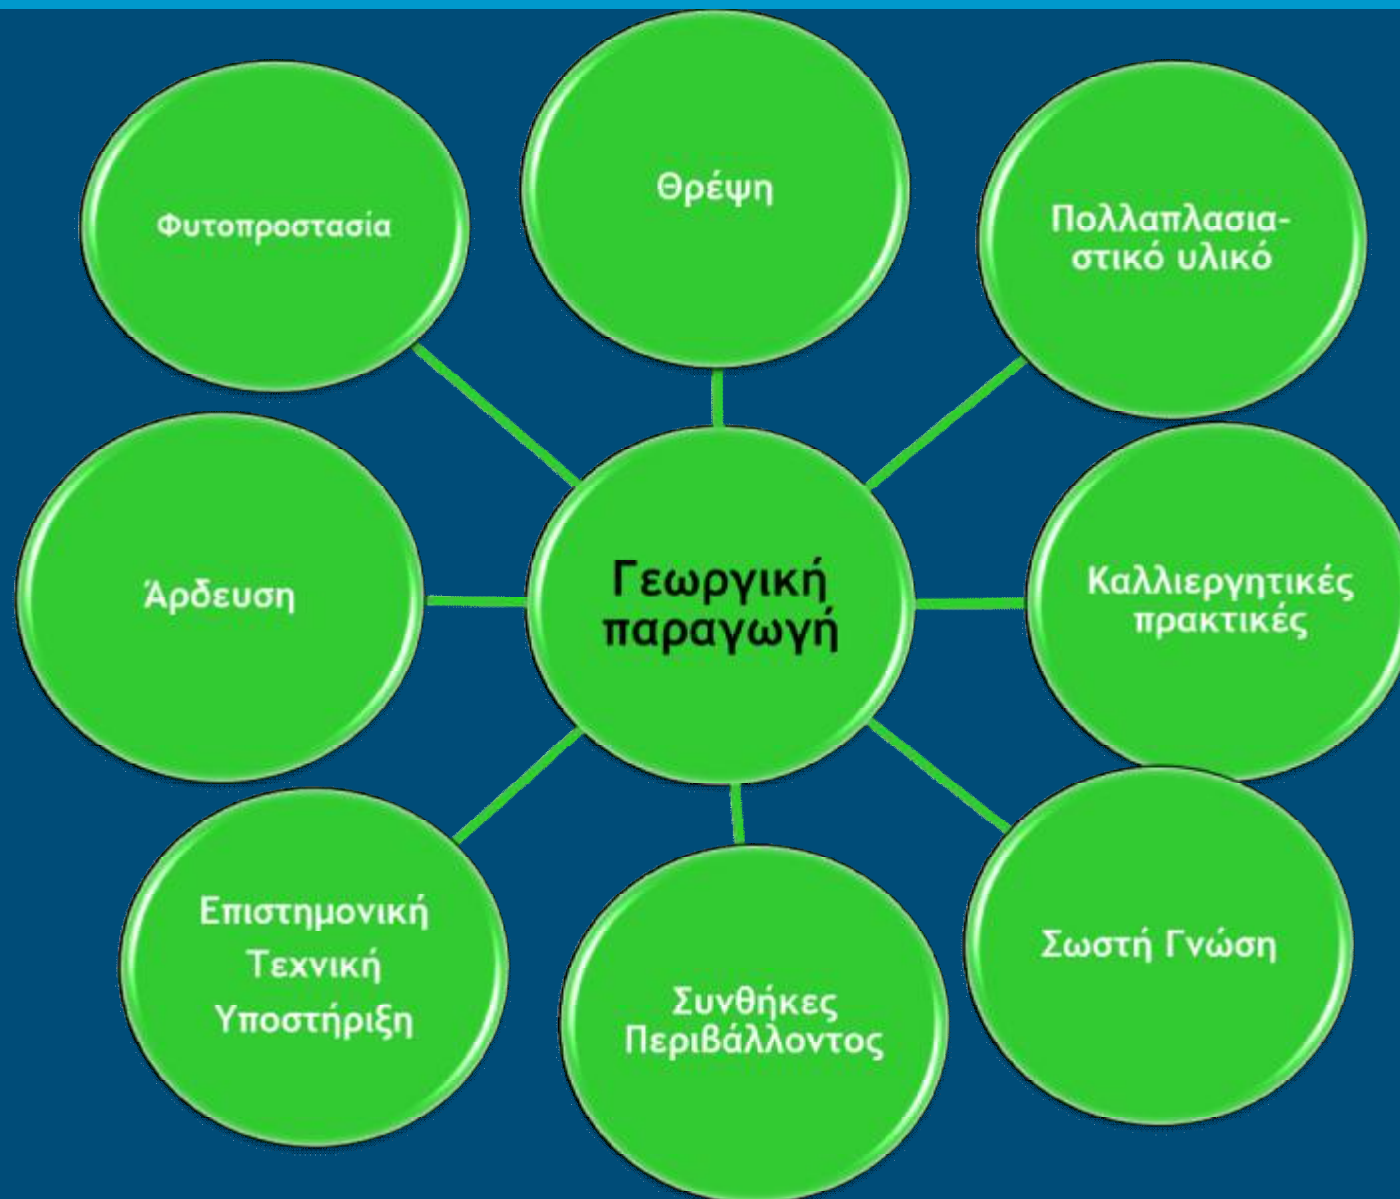 Θρέψη
Φυτοπροστασία
Πολλαπλασια-
στικό υλικό
Άρδευση
Γεωργική
παραγωγή
Καλλιεργητικές
πρακτικές
Επιστημονική
Τεχνική
Υποστήριξη
Συνθήκες
Περιβάλλοντος
Σωστή Γνώση